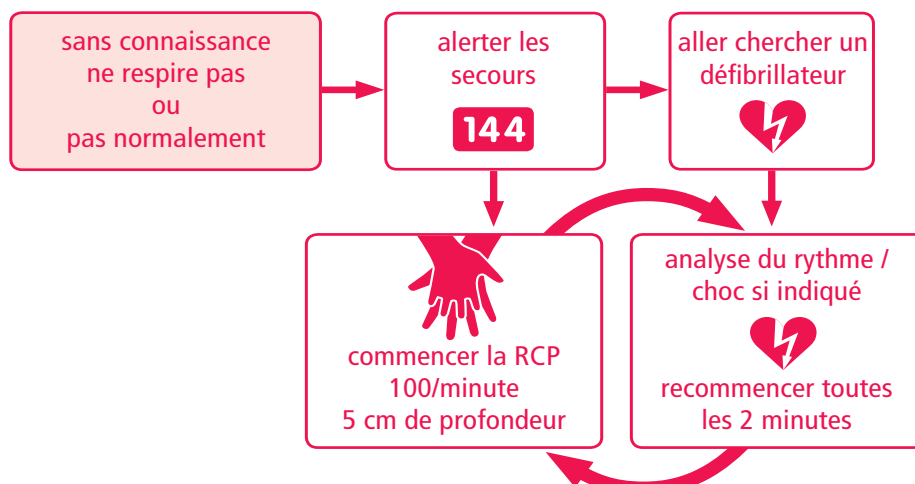 sans connaissance
ne respire pas
ou
pas normalement
alerter les
secours
144
aller chercher un
défibrillateur
commencer la RCP
100/minute
5 cm de profondeur
analyse du rythme /
choc si indiqué
recommencer toutes
les 2 minutes